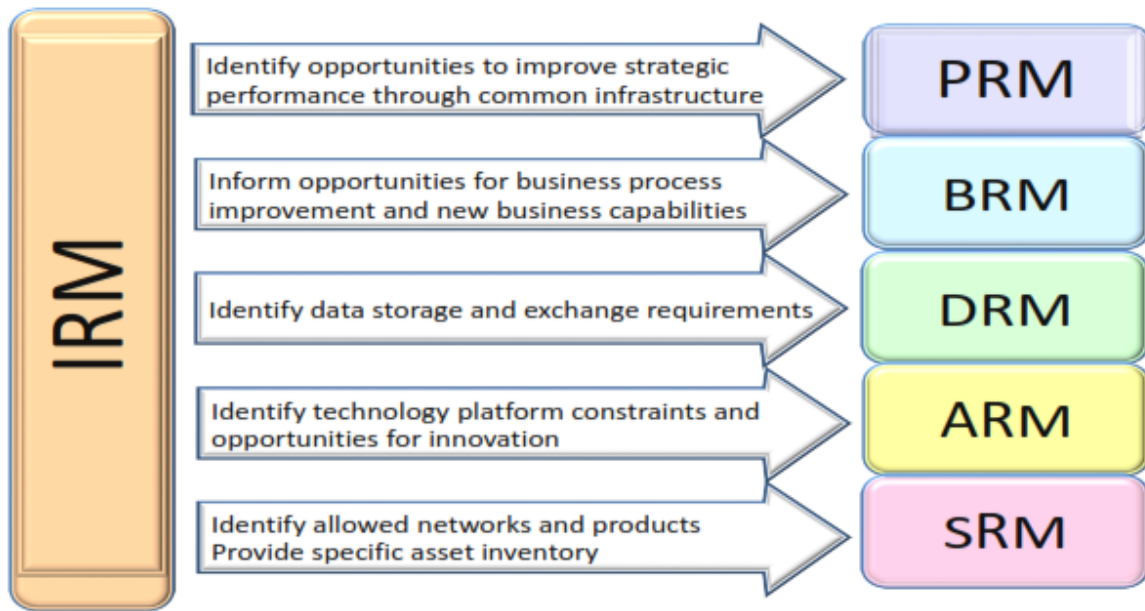 IRM
Identify opportunities to improve strategic
performance through common infrastructure
PRM
Inform opportunities for business process
improvement and new business capabilities
BRM
Identify data storage and exchange requirements
DRM
Identify technology platform constraints and
opportunities for innovation
ARM
Identify allowed networks and products
Provide specific asset inventory
SRM